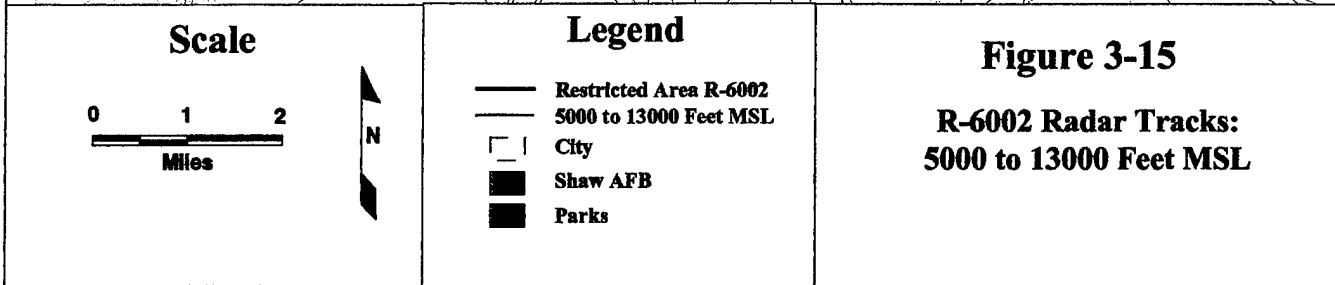 Scale
0 1 2
Miles
N
Legend
Restricted Area R-6002
5000 to 13000 Feet MSL
City
Shaw AFB
Parks
Figure 3-15
R-6002 Radar Tracks:
5000 to 13000 Feet MSL